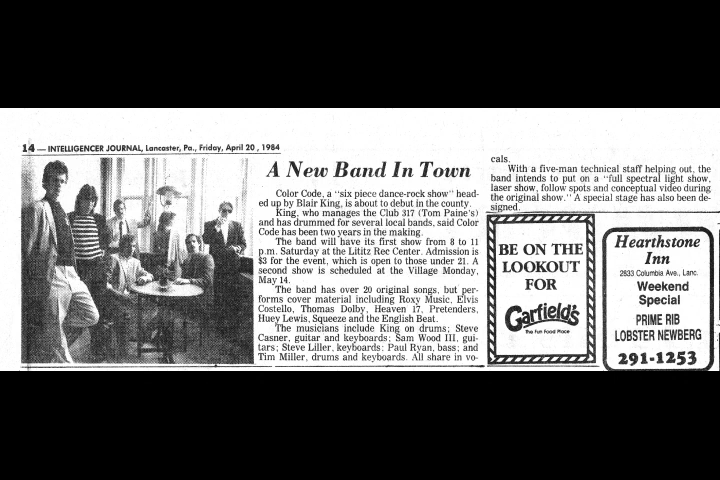 14 — INTELLIGENCER JOURNAL, Lancaster, Pa., Friday, April 20, 1984
A New Band In Town
Color Code, a "six piece dance-rock show" head-
ed up by Blair King, is about to debut in the county.
King, who manages the Club 317 (Tom Paine's)
and has drummed for several local bands, said Color
Code has been two years in the making.
The band will have its first show from 8 to 11
p.m. Saturday at the Lititz Rec Center. Admission is
$3 for the event, which is open to those under 21. A
second show is scheduled at the Village Monday,
May 14.
The band has over 20 original songs, but per-
forms cover material including Roxy Music, Elvis
Costello, Thomas Dolby, Heaven 17, Pretenders,
Huey Lewis, Squeeze and the English Beat.
The musicians include King on drums; Steve
Casner, guitar and keyboards; Sam Wood III, gui-
tars; Steve Liller, keyboards; Paul Ryan, bass; and
Tim Miller, drums and keyboards. All share in vo-
cals.
With a five-man technical staff helping out, the
band intends to put on a "full spectral light show,
laser show, follow spots and conceptual video during
the original show." A special stage has also been de-
signed.
BE ON THE
LOOKOUT
FOR
Garfield's
The Fun Food Place
Hearthstone
Inn
2833 Columbia Ave., Lanc.
Weekend
Special
PRIME RIB
LOBSTER NEWBERG
291-1253